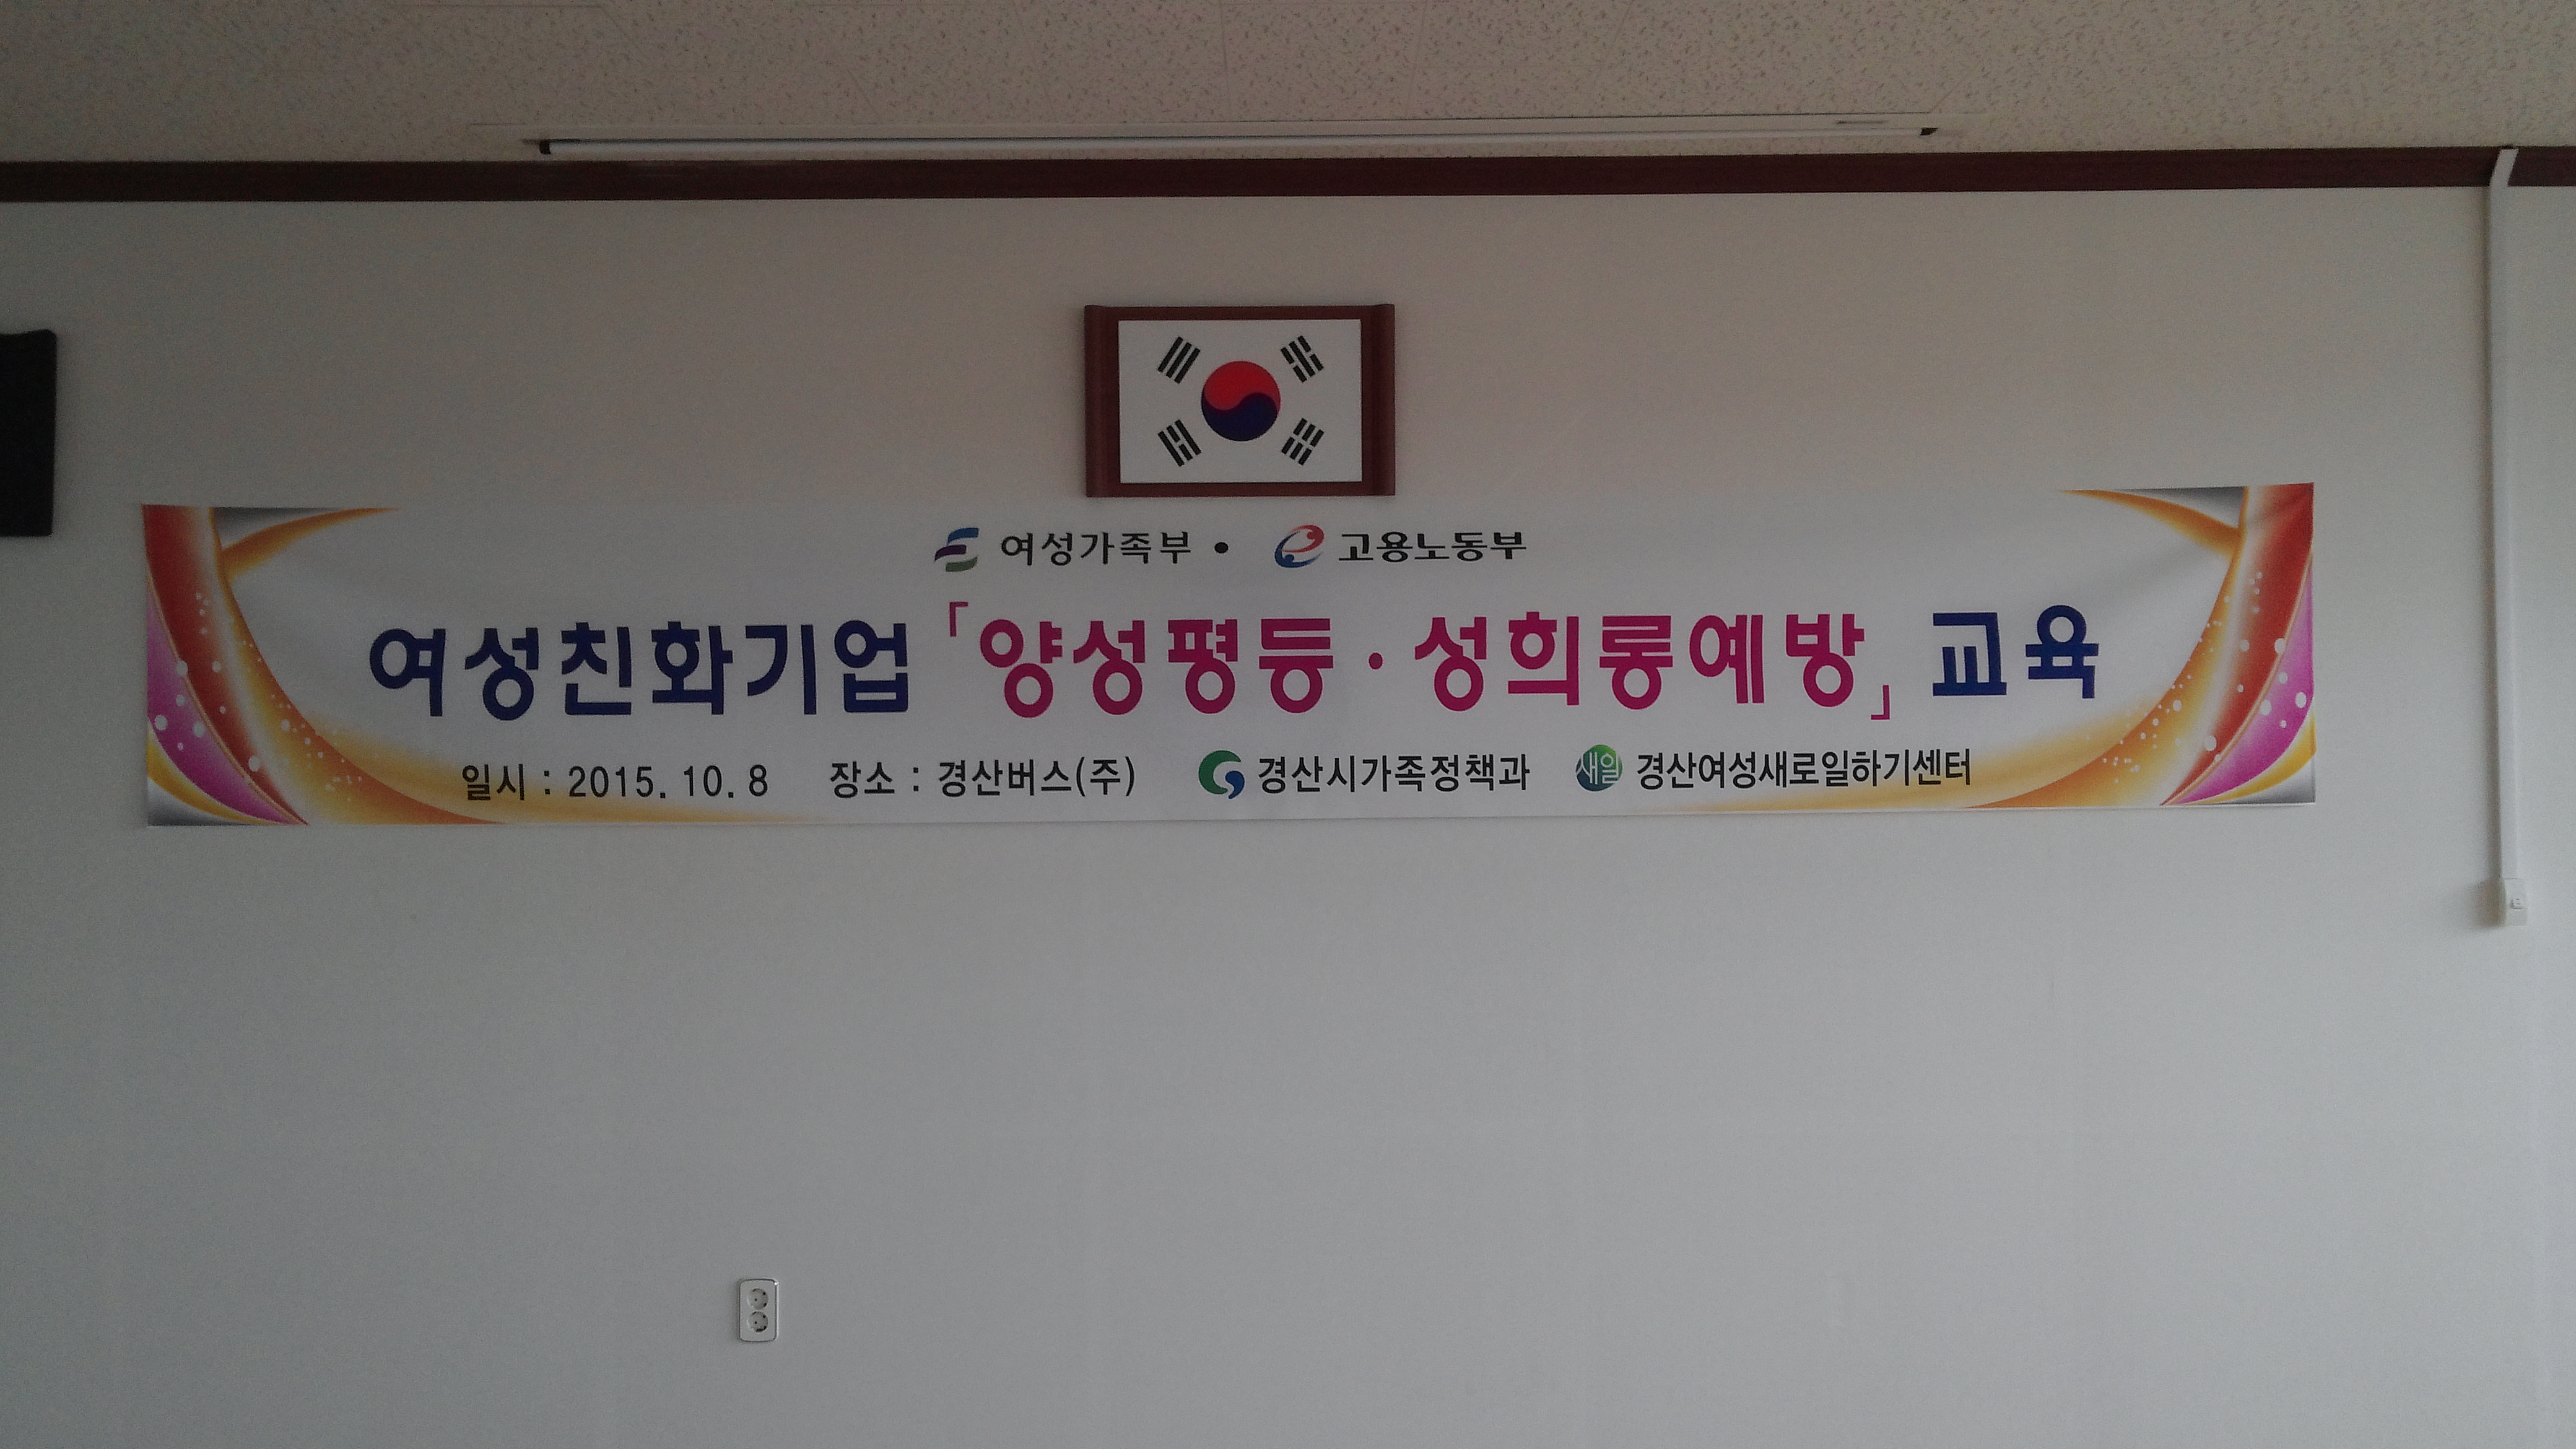 여성가족부 • 고용노동부
여성친화기업 「양성평등·성희롱예방」 교육
일시 : 2015. 10. 8 장소 : 경산버스(주) 경산시가족정책과 새일 경산여성새로일하기센터